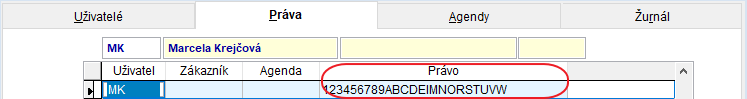 Uživatelé Práva Agendy Žurnál
MK Marcela Krejčová
Uživatel Zákazník Agenda Právo
MK 123456789ABCDEIMNORSTUVW